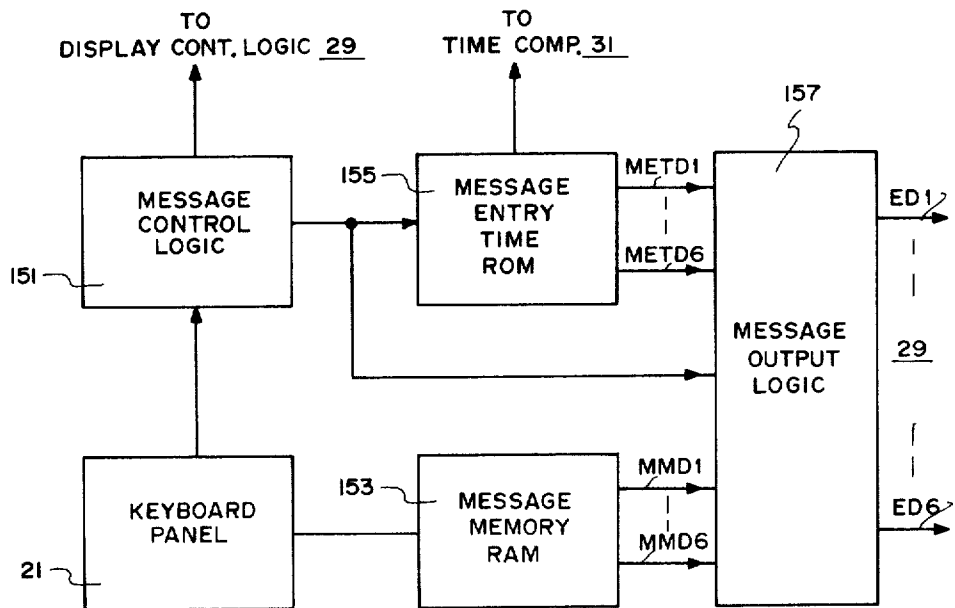 TO
DISPLAY CONT. LOGIC 29
TO
TIME COMP. 31
157
MESSAGE
CONTROL
LOGIC
151
155
MESSAGE
ENTRY
TIME
ROM
METD1
METD6
ED1
MESSAGE
OUTPUT
LOGIC
29
KEYBOARD
PANEL
21
153
MESSAGE
MEMORY
RAM
MMD1
MMD6
ED6